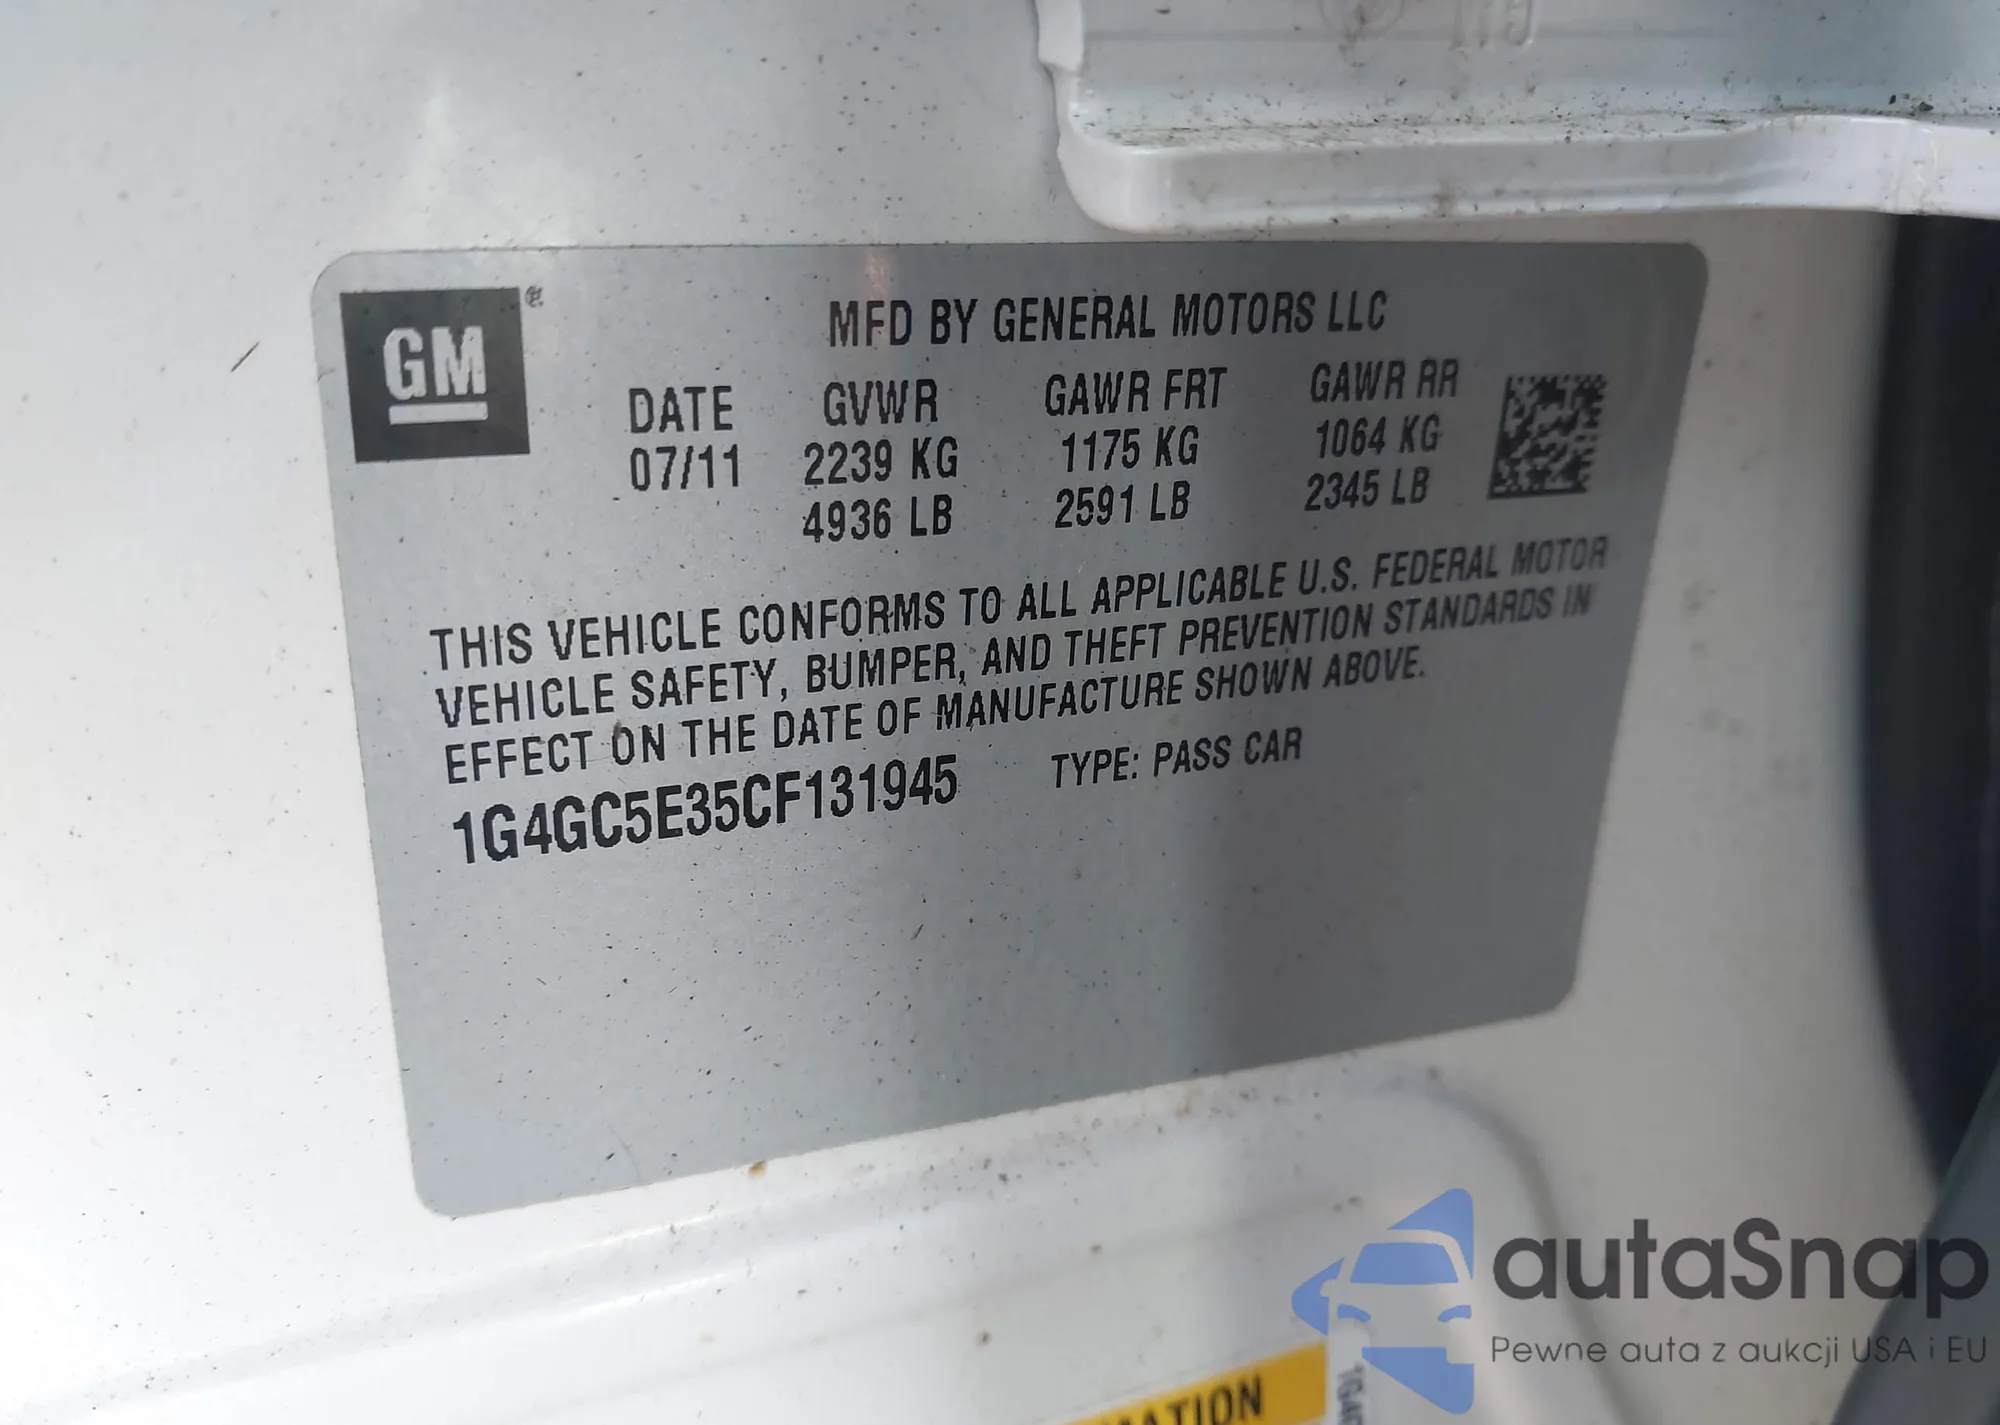 GM®
MFD BY GENERAL MOTORS LLC
DATE GVWR GAWR FRT GAWR RR
07/11 2239 KG 1175 KG 1064 KG
4936 LB 2591 LB 2345 LB
THIS VEHICLE CONFORMS TO ALL APPLICABLE U.S. FEDERAL MOTOR
VEHICLE SAFETY, BUMPER, AND THEFT PREVENTION STANDARDS IN
EFFECT ON THE DATE OF MANUFACTURE SHOWN ABOVE.
1G4GC5E35CF131945 TYPE: PASS CAR
autaSnap
Pewne auta z aukcji USA i EU